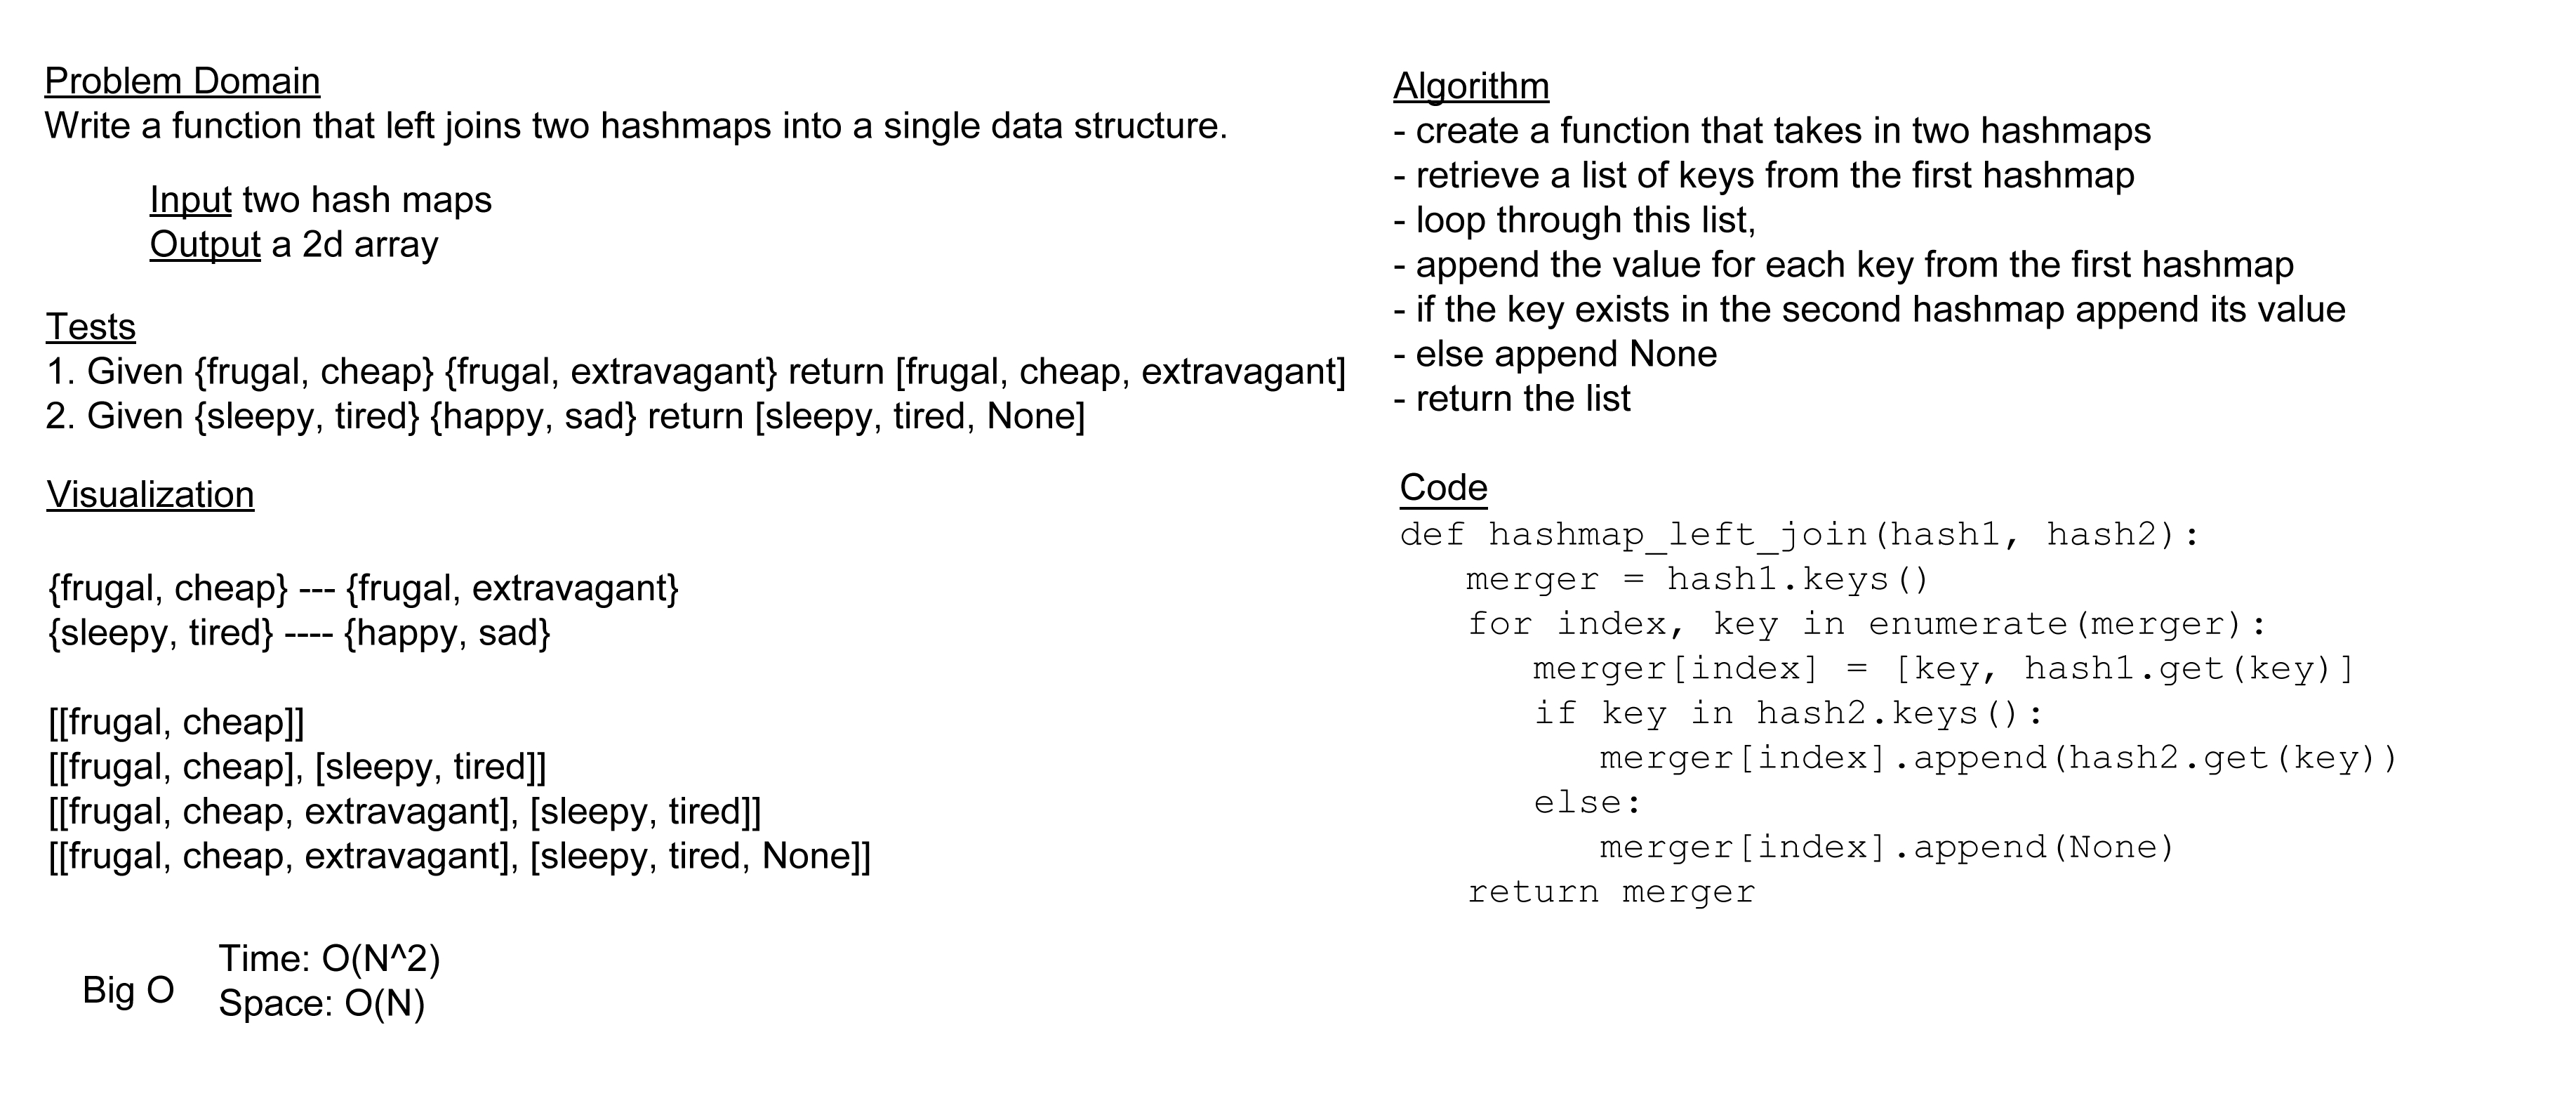 Problem Domain
Write a function that left joins two hashmaps into a single data structure.
Input two hash maps
Output a 2d array
Tests
1. Given {frugal, cheap} {frugal, extravagant} return [frugal, cheap, extravagant]
2. Given {sleepy, tired} {happy, sad} return [sleepy, tired, None]
Visualization
{frugal, cheap} --- {frugal, extravagant}
{sleepy, tired} ---- {happy, sad}
[[frugal, cheap]]
[[frugal, cheap], [sleepy, tired]]
[[frugal, cheap, extravagant], [sleepy, tired]]
[[frugal, cheap, extravagant], [sleepy, tired, None]]
Big O
Time: O(N^2)
Space: O(N)
Algorithm
- create a function that takes in two hashmaps
- retrieve a list of keys from the first hashmap
- loop through this list,
- append the value for each key from the first hashmap
- if the key exists in the second hashmap append its value
- else append None
- return the list
Code
def hashmap_left_join(hash1, hash2):
    merger = hash1.keys()
    for index, key in enumerate(merger):
        merger[index] = [key, hash1.get(key)]
        if key in hash2.keys():
            merger[index].append(hash2.get(key))
        else:
            merger[index].append(None)
    return merger